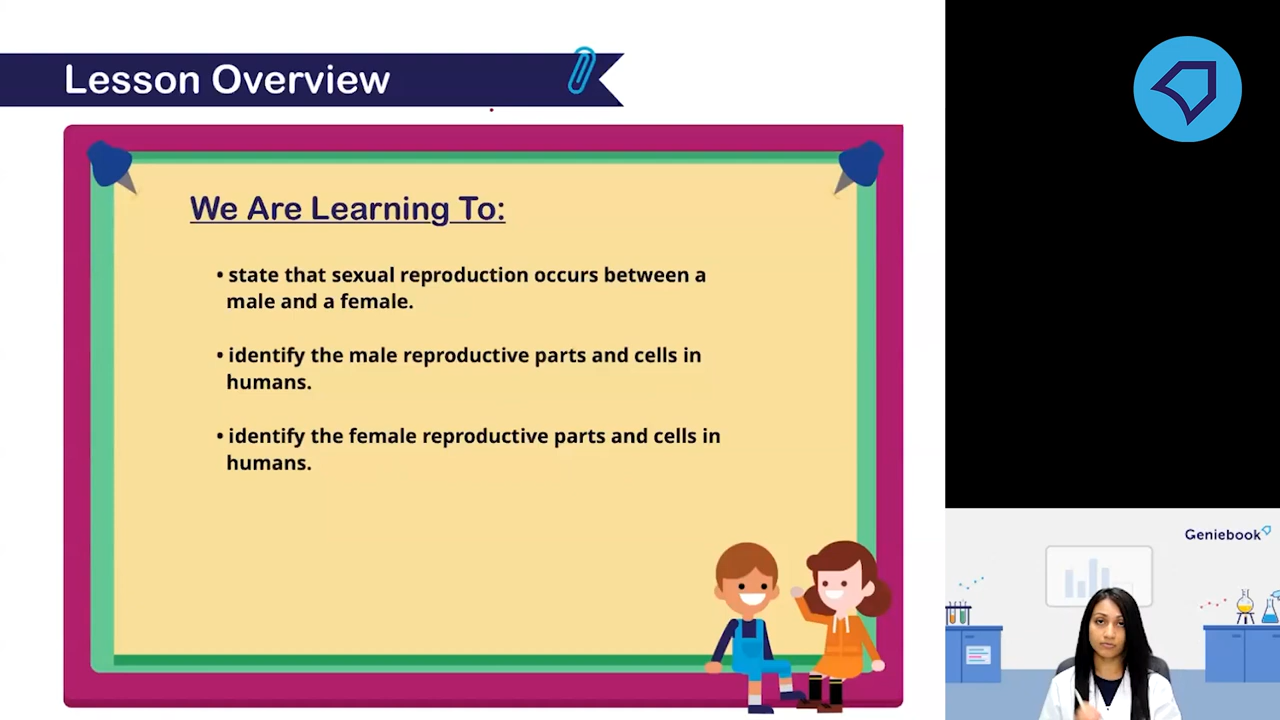 Lesson Overview
We Are Learning To:
• state that sexual reproduction occurs between a
male and a female.
• identify the male reproductive parts and cells in
humans.
• identify the female reproductive parts and cells in
humans.
Geniebook